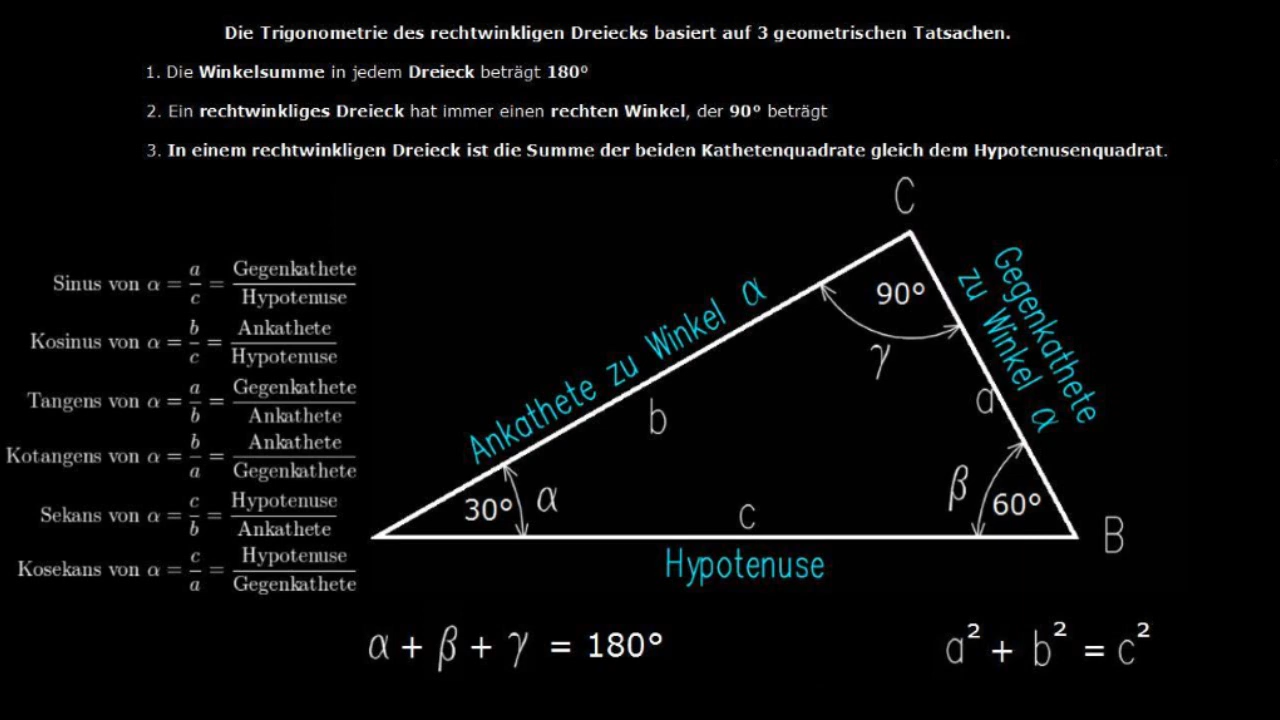 Die Trigonometrie des rechtwinkligen Dreiecks basiert auf 3 geometrischen Tatsachen.
1. Die Winkelsumme in jedem Dreieck beträgt 180º
2. Ein rechtwinkliges Dreieck hat immer einen rechten Winkel, der 90º beträgt
3. In einem rechtwinkligen Dreieck ist die Summe der beiden Kathetenquadrate gleich dem Hypotenusenquadrat.
Sinus von α = a/c = Gegenkathete/Hypotenuse
Kosinus von α = b/c = Ankathete/Hypotenuse
Tangens von α = a/b = Gegenkathete/Ankathete
Kotangens von α = b/a = Ankathete/Gegenkathete
Sekans von α = c/b = Hypotenuse/Ankathete
Kosekans von α = c/a = Hypotenuse/Gegenkathete
C
90°
γ
Gegenkathete
zu Winkel α
a
Ankathete zu Winkel α
b
30°
α
c
Hypotenuse
β
60°
B
α + β + γ = 180°
a² + b² = c²